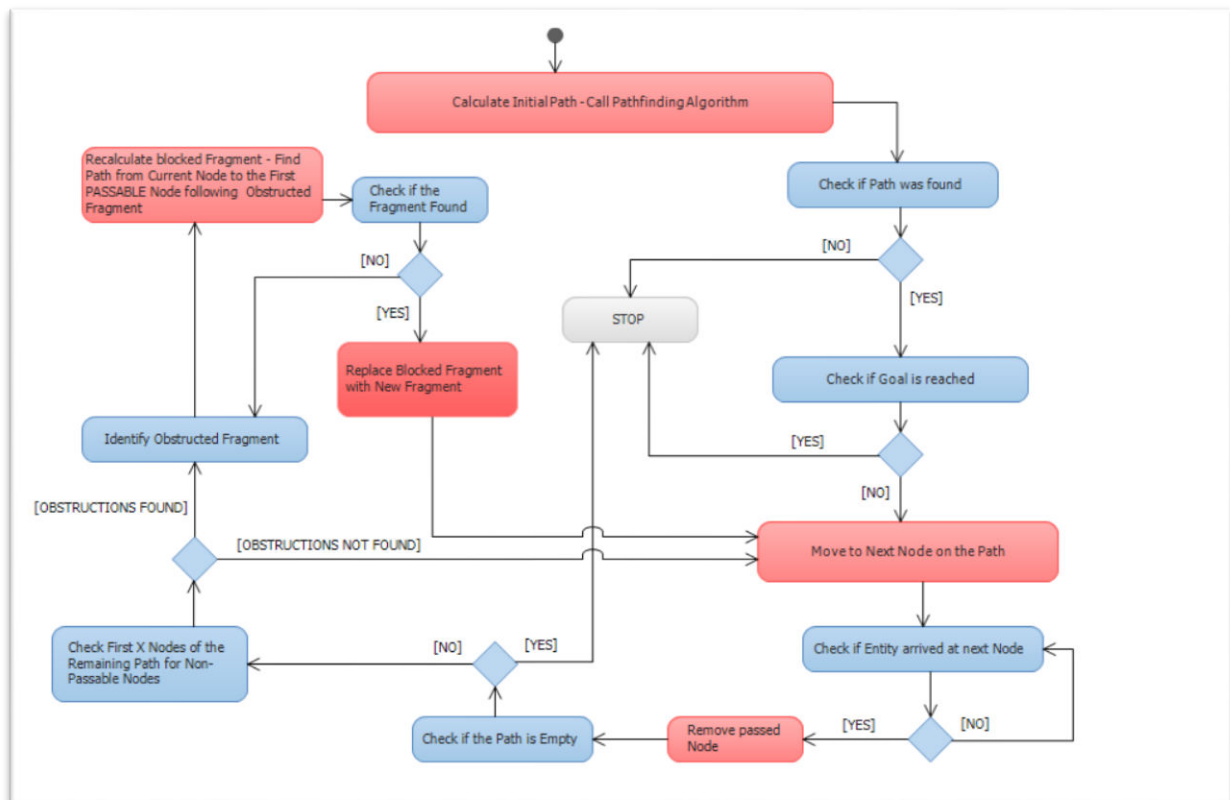 Calculate Initial Path - Call Pathfinding Algorithm
Recalculate blocked Fragment - Find
Path from Current Node to the First
PASSABLE Node following Obstructed
Fragment
Check if the
Fragment Found
Check if Path was found
[NO]
[NO]
[YES]
[YES]
STOP
Replace Blocked Fragment
with New Fragment
Check if Goal is reached
Identify Obstructed Fragment
[YES]
[NO]
[OBSTRUCTIONS FOUND]
[OBSTRUCTIONS NOT FOUND]
Move to Next Node on the Path
Check First X Nodes of the
Remaining Path for Non-
Passable Nodes
[NO]
[YES]
Check if Entity arrived at next Node
Check if the Path is Empty
Remove passed
Node
[YES]
[NO]